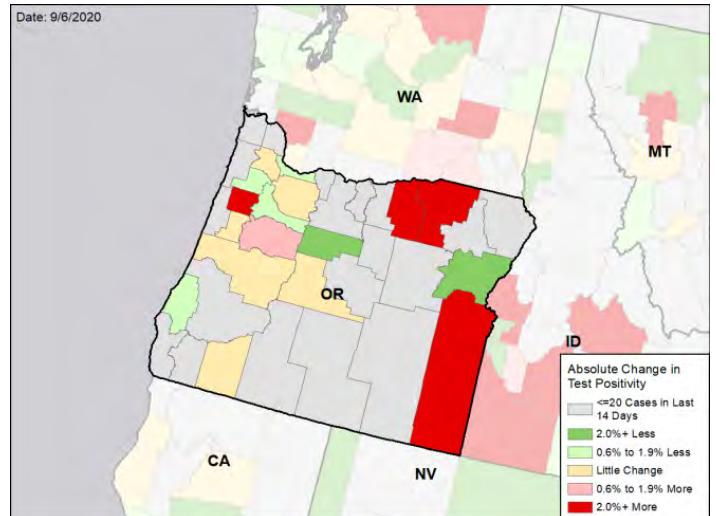 Date: 9/6/2020
WA
MT
OR
ID
CA
NV
Absolute Change in
Test Positivity
<=20 Cases in Last
14 Days
2.0%+ Less
0.6% to 1.9% Less
Little Change
0.6% to 1.9% More
2.0%+ More